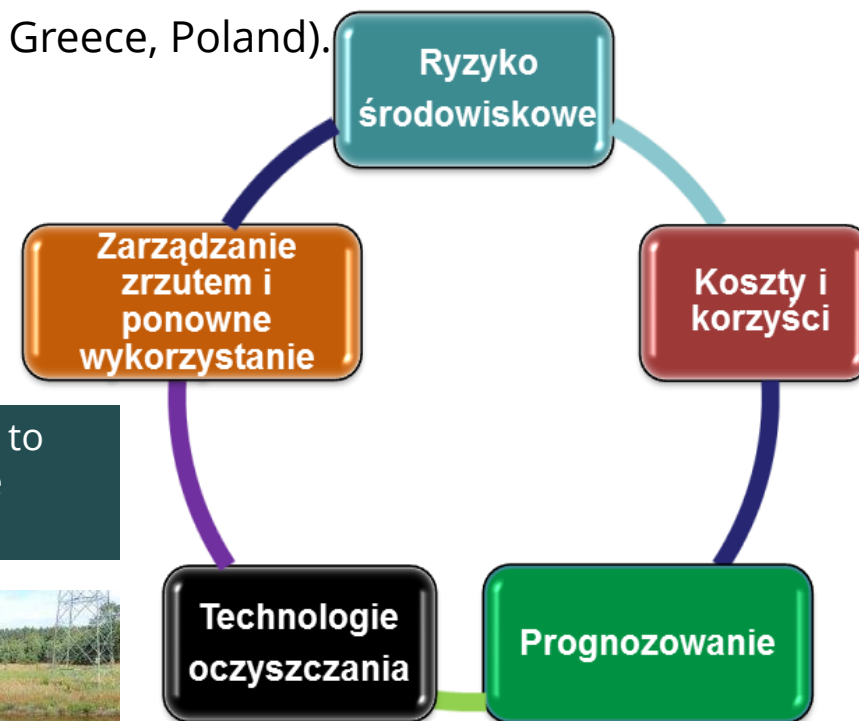 Greece, Poland).
Ryzyko
środowiskowe
Zarządzanie
zrzutem i
ponowne
wykorzystanie
Koszty i
korzyści
to
Technologie
oczyszczania
Prognozowanie